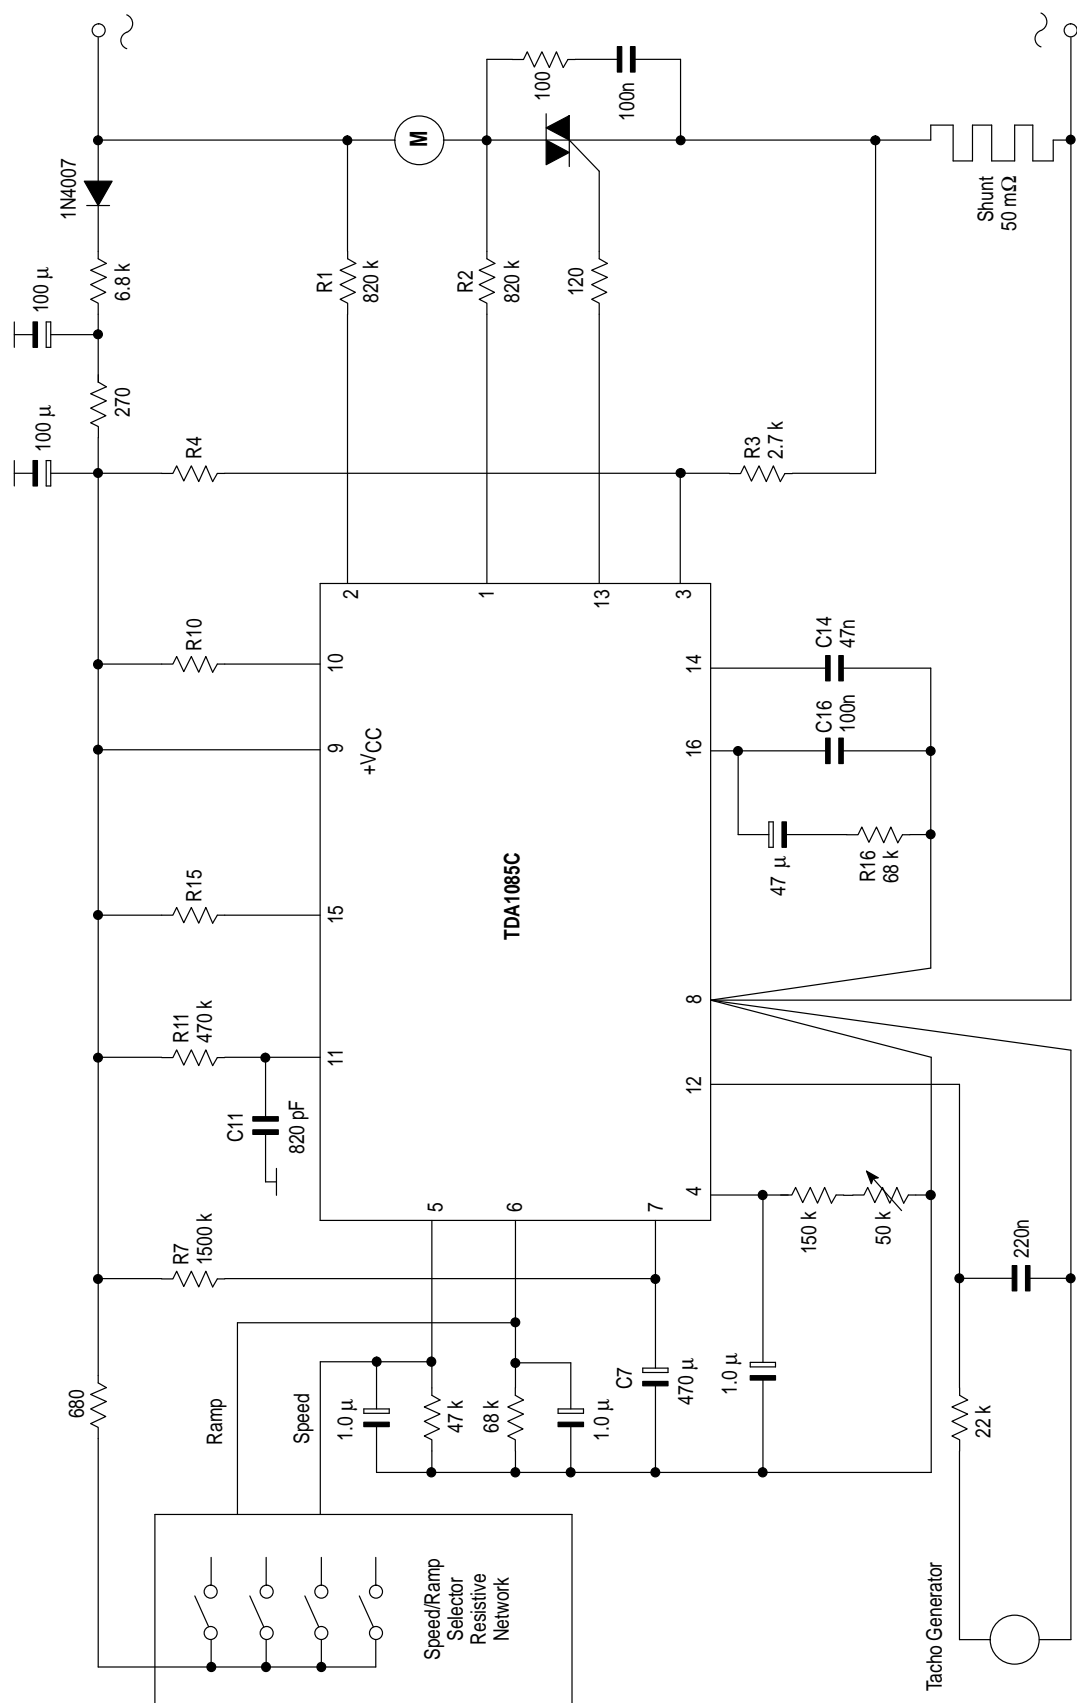 1N4007
100 µ
6.8 k
100 µ
270
R4
R1
820 k
M
100
100n
R2
820 k
120
R3
2.7 k
Shunt
50 mΩ
R10
R15
R11
470 k
C11
820 pF
R7
1500 k
680
2
1
13
3
10
9
+VCC
15
11
TDA1085C
14
16
8
12
4
5
6
7
C14
47n
C16
100n
47 µ
R16
68 k
150 k
50 k
220n
22 k
1.0 µ
C7
470 µ
1.0 µ
68 k
47 k
1.0 µ
Ramp
Speed
Speed/Ramp
Selector
Resistive
Network
Tacho Generator